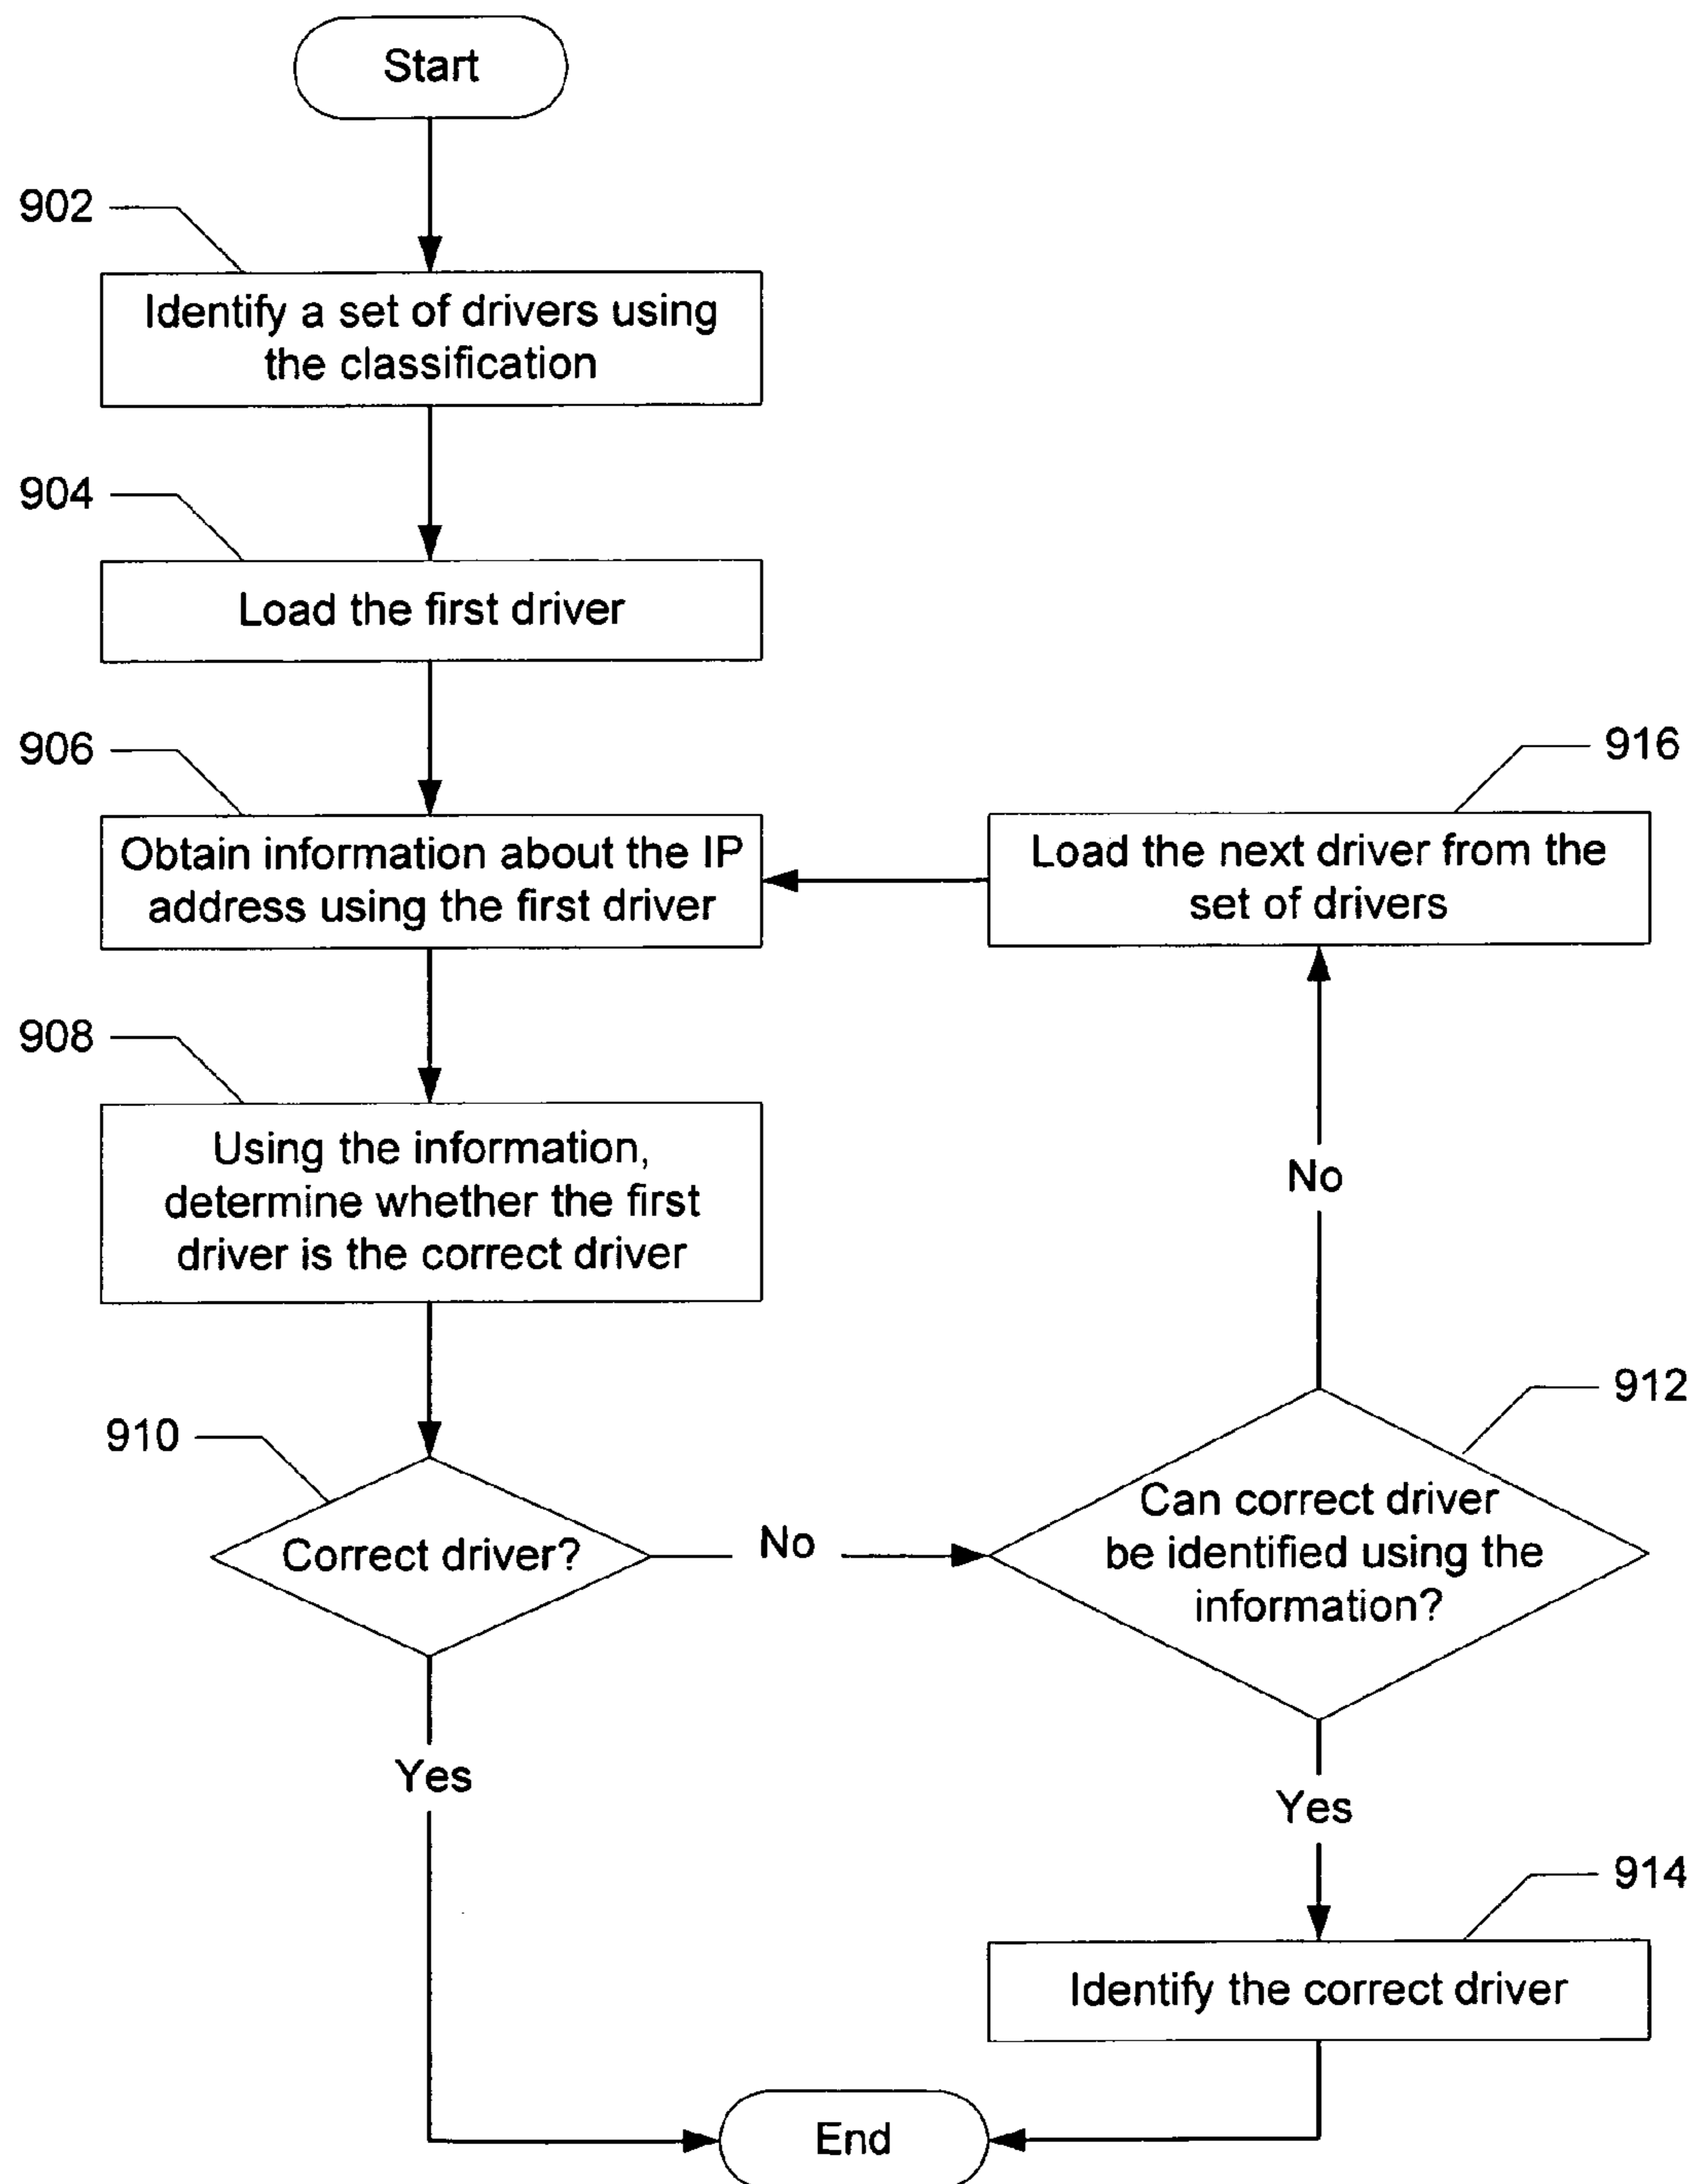 Start
902
Identify a set of drivers using
the classification
904
Load the first driver
906
Obtain information about the IP
address using the first driver
916
Load the next driver from the
set of drivers
908
Using the information,
determine whether the first
driver is the correct driver
No
910
Correct driver?
No
912
Can correct driver
be identified using the
information?
Yes
Yes
914
Identify the correct driver
End